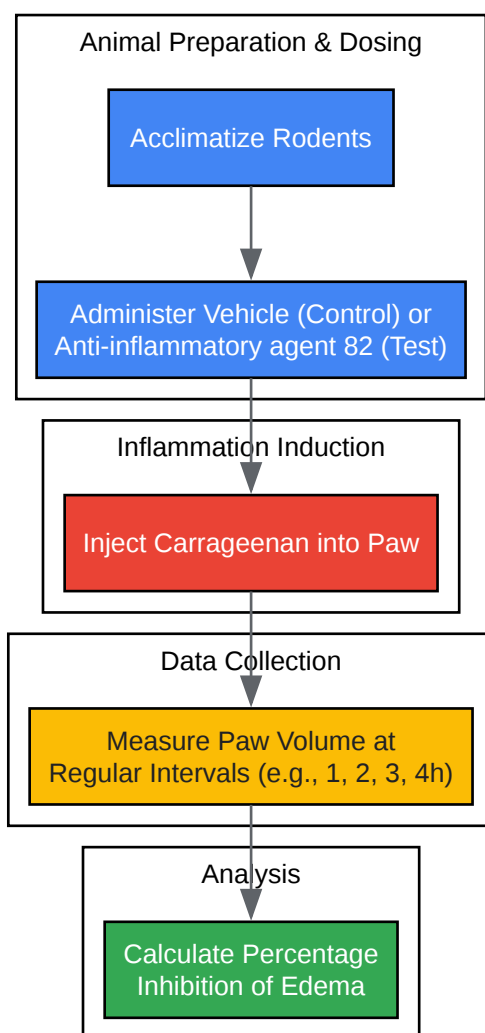 Animal Preparation & Dosing
Acclimatize Rodents
Administer Vehicle (Control) or
Anti-inflammatory agent 82 (Test)
Inflammation Induction
Inject Carrageenan into Paw
Data Collection
Measure Paw Volume at
Regular Intervals (e.g., 1, 2, 3, 4h)
Analysis
Calculate Percentage
Inhibition of Edema